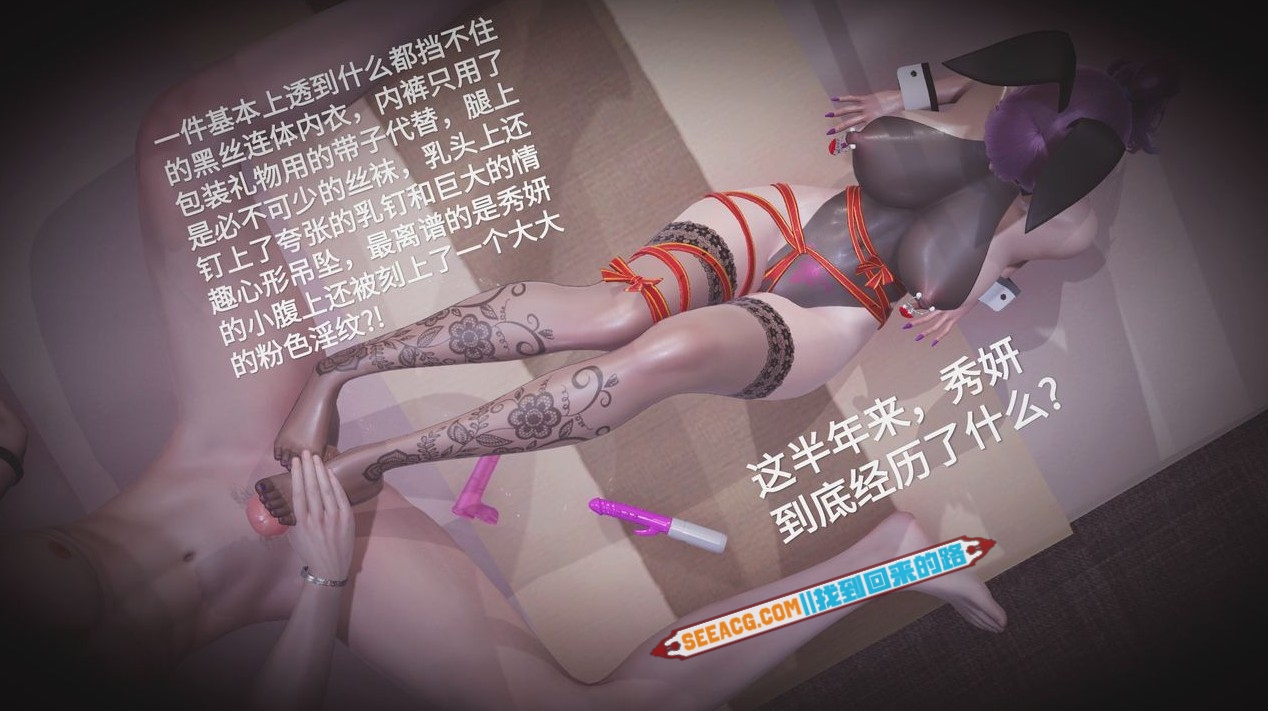 一件基本上透到什么都挡不住
的黑丝连体内衣，内裤只用了
包装礼物用的带子代替，腿上
是必不可少的丝袜，乳头上还
钉上了夸张的乳钉和巨大的情
趣心形吊坠，最离谱的是秀妍
的小腹上还被刻上了一个大大
的粉色淫纹?!
这半年来，秀妍
到底经历了什么?
SEEACG.COM||找到回来的路